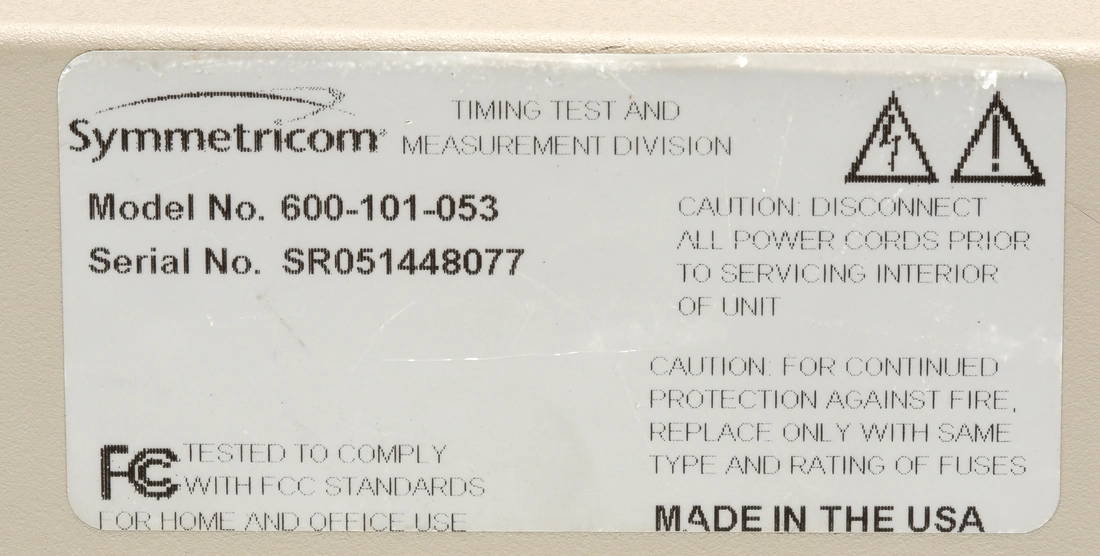 Symmetricom®
TIMING TEST AND
MEASUREMENT DIVISION
Model No. 600-101-053
Serial No. SR051448077
CAUTION: DISCONNECT
ALL POWER CORDS PRIOR
TO SERVICING INTERIOR
OF UNIT
CAUTION: FOR CONTINUED
PROTECTION AGAINST FIRE,
REPLACE ONLY WITH SAME
TYPE AND RATING OF FUSES
FC TESTED TO COMPLY
WITH FCC STANDARDS
FOR HOME AND OFFICE USE
MADE IN THE USA